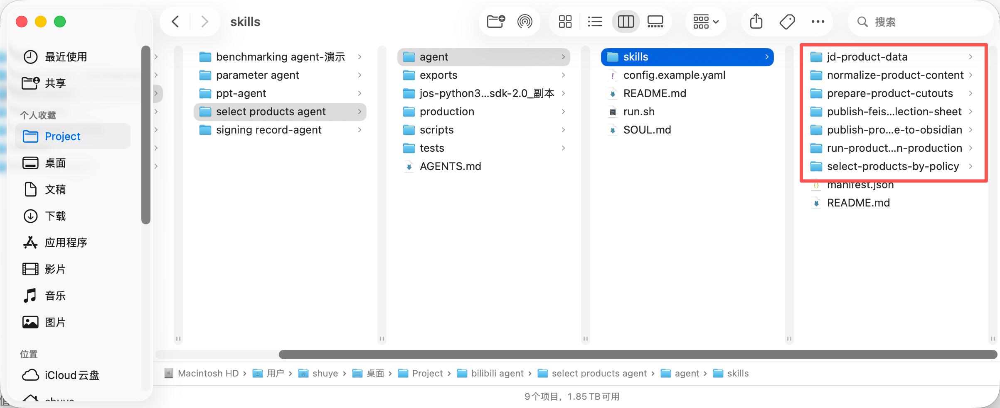 skills
搜索
最近使用
共享
个人收藏
Project
桌面
文稿
下载
应用程序
影片
音乐
图片
位置
iCloud云盘
benchmarking agent-演示
parameter agent
ppt-agent
select products agent
signing record-agent
agent
exports
jos-python3...sdk-2.0_副本
production
scripts
tests
AGENTS.md
skills
config.example.yaml
README.md
run.sh
SOUL.md
jd-product-data
normalize-product-content
prepare-product-cutouts
publish-feis...lection-sheet
publish-pro...e-to-obsidian
run-product...n-production
select-products-by-policy
manifest.json
README.md
Macintosh HD › 用户 › shuye › 桌面 › Project › bilibili agent › select products agent › agent › skills
9个项目，1.85 TB可用